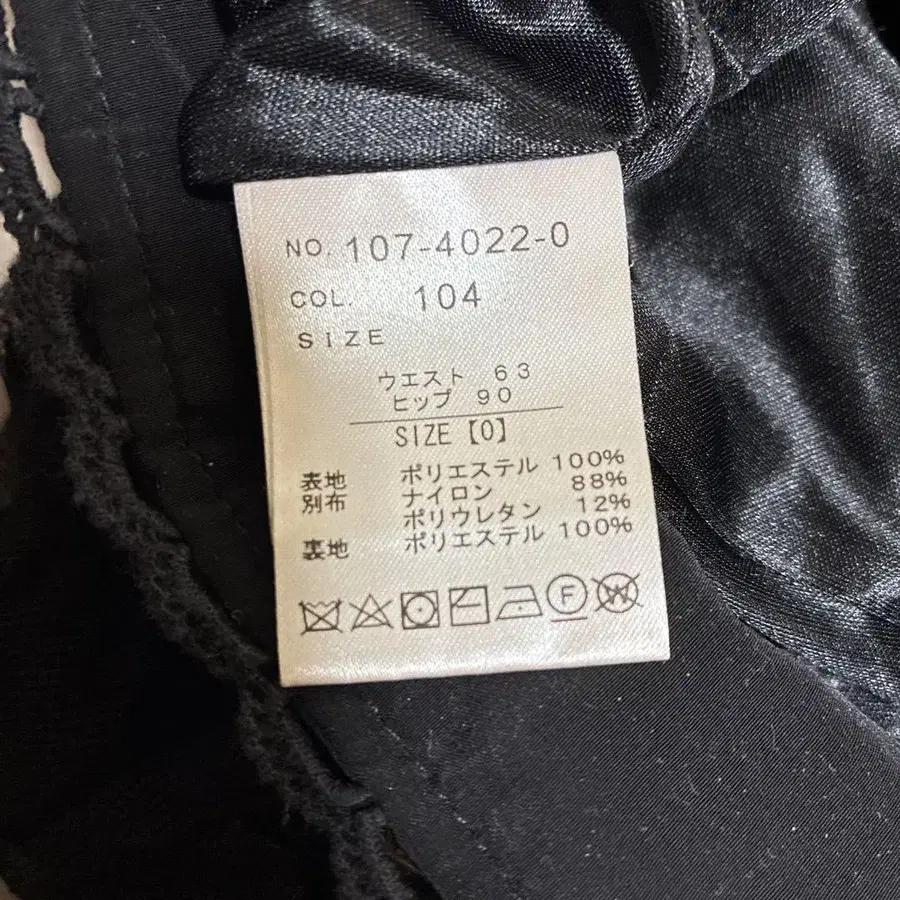 NO. 107-4022-0
COL. 104
SIZE
ウエスト 63
ヒップ 90
SIZE【0】
表地 ポリエステル 100%
別布 ナイロン 88%
ポリウレタン 12%
裏地 ポリエステル 100%
F W